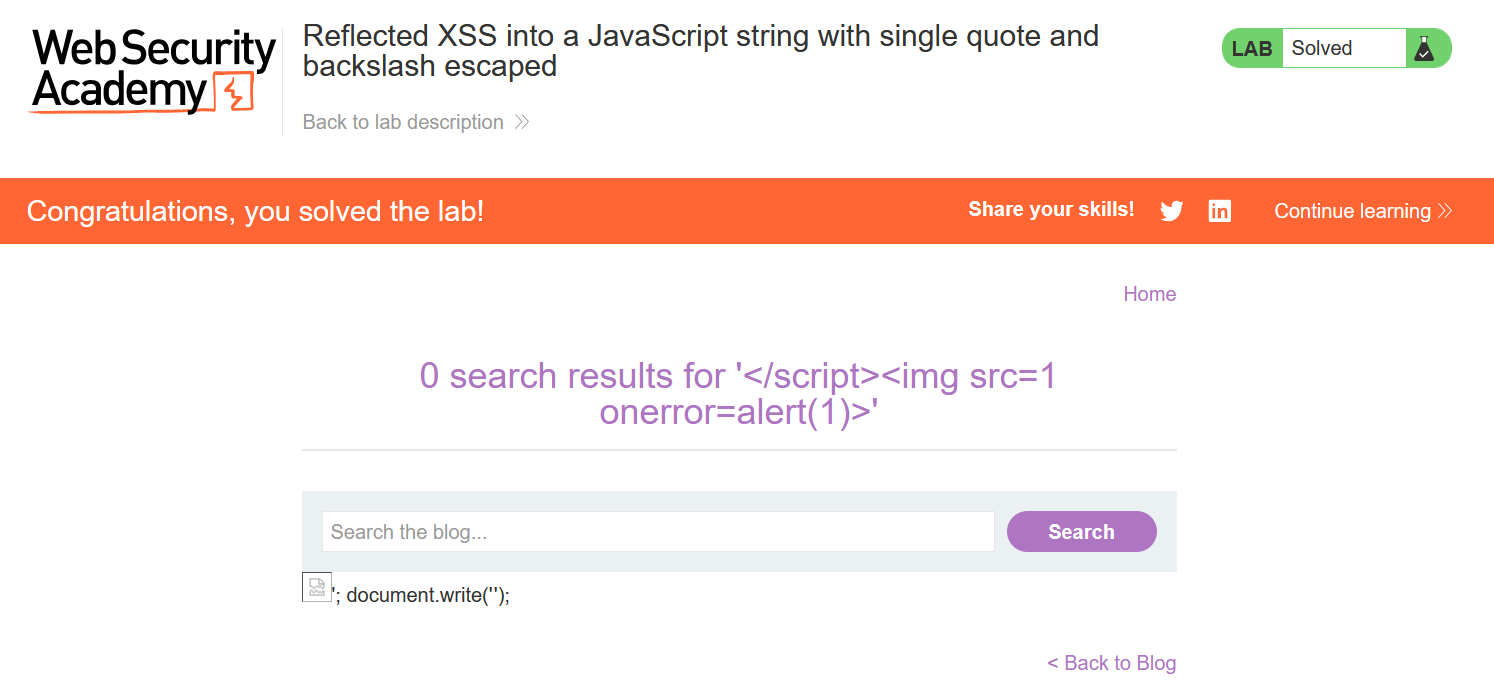 Web Security
Academy
Reflected XSS into a JavaScript string with single quote and
backslash escaped
Back to lab description
LAB Solved
Congratulations, you solved the lab!
Share your skills!
Continue learning
Home
0 search results for '</script><img src=1
onerror=alert(1)>'
Search the blog...
Search
'; document.write('');
< Back to Blog